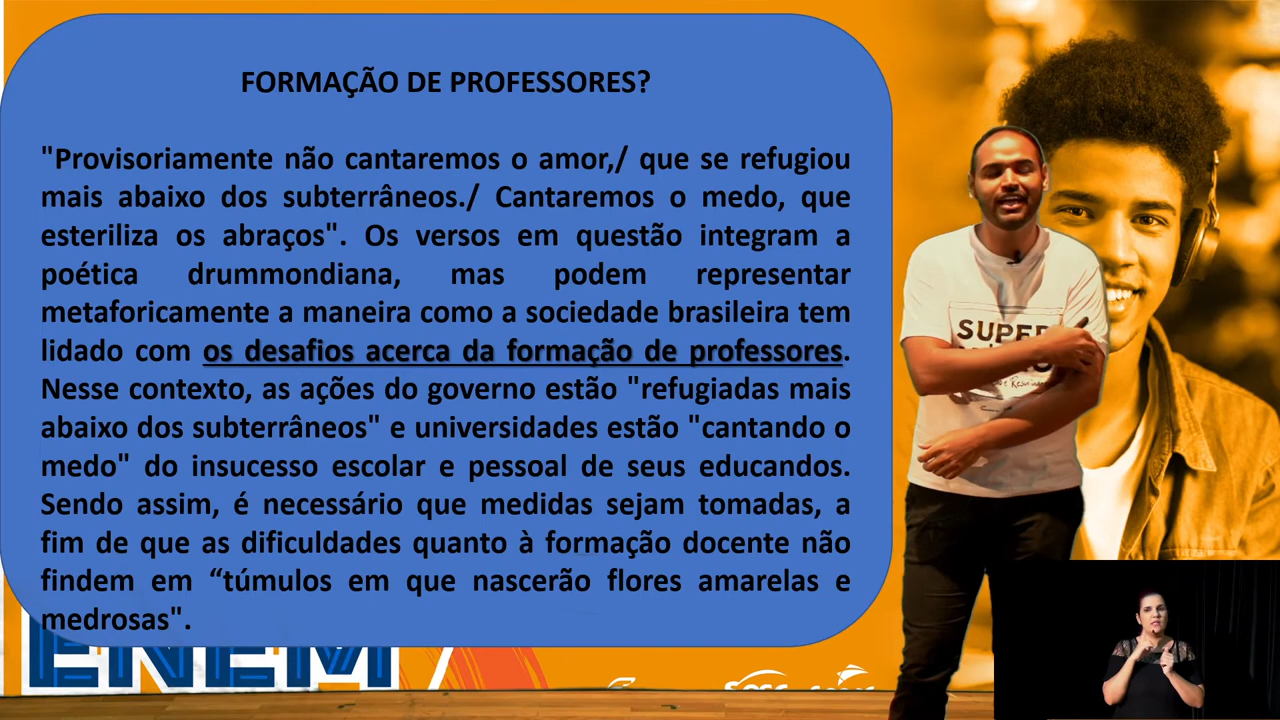 FORMAÇÃO DE PROFESSORES?
"Provisoriamente não cantaremos o amor,/ que se refugiou
mais abaixo dos subterrâneos./ Cantaremos o medo, que
esteriliza os abraços". Os versos em questão integram a
poética drummondiana, mas podem representar
metaforicamente a maneira como a sociedade brasileira tem
lidado com os desafios acerca da formação de professores.
Nesse contexto, as ações do governo estão "refugiadas mais
abaixo dos subterrâneos" e universidades estão "cantando o
medo" do insucesso escolar e pessoal de seus educandos.
Sendo assim, é necessário que medidas sejam tomadas, a
fim de que as dificuldades quanto à formação docente não
findem em “túmulos em que nascerão flores amarelas e
medrosas".
SUPER
ENEM